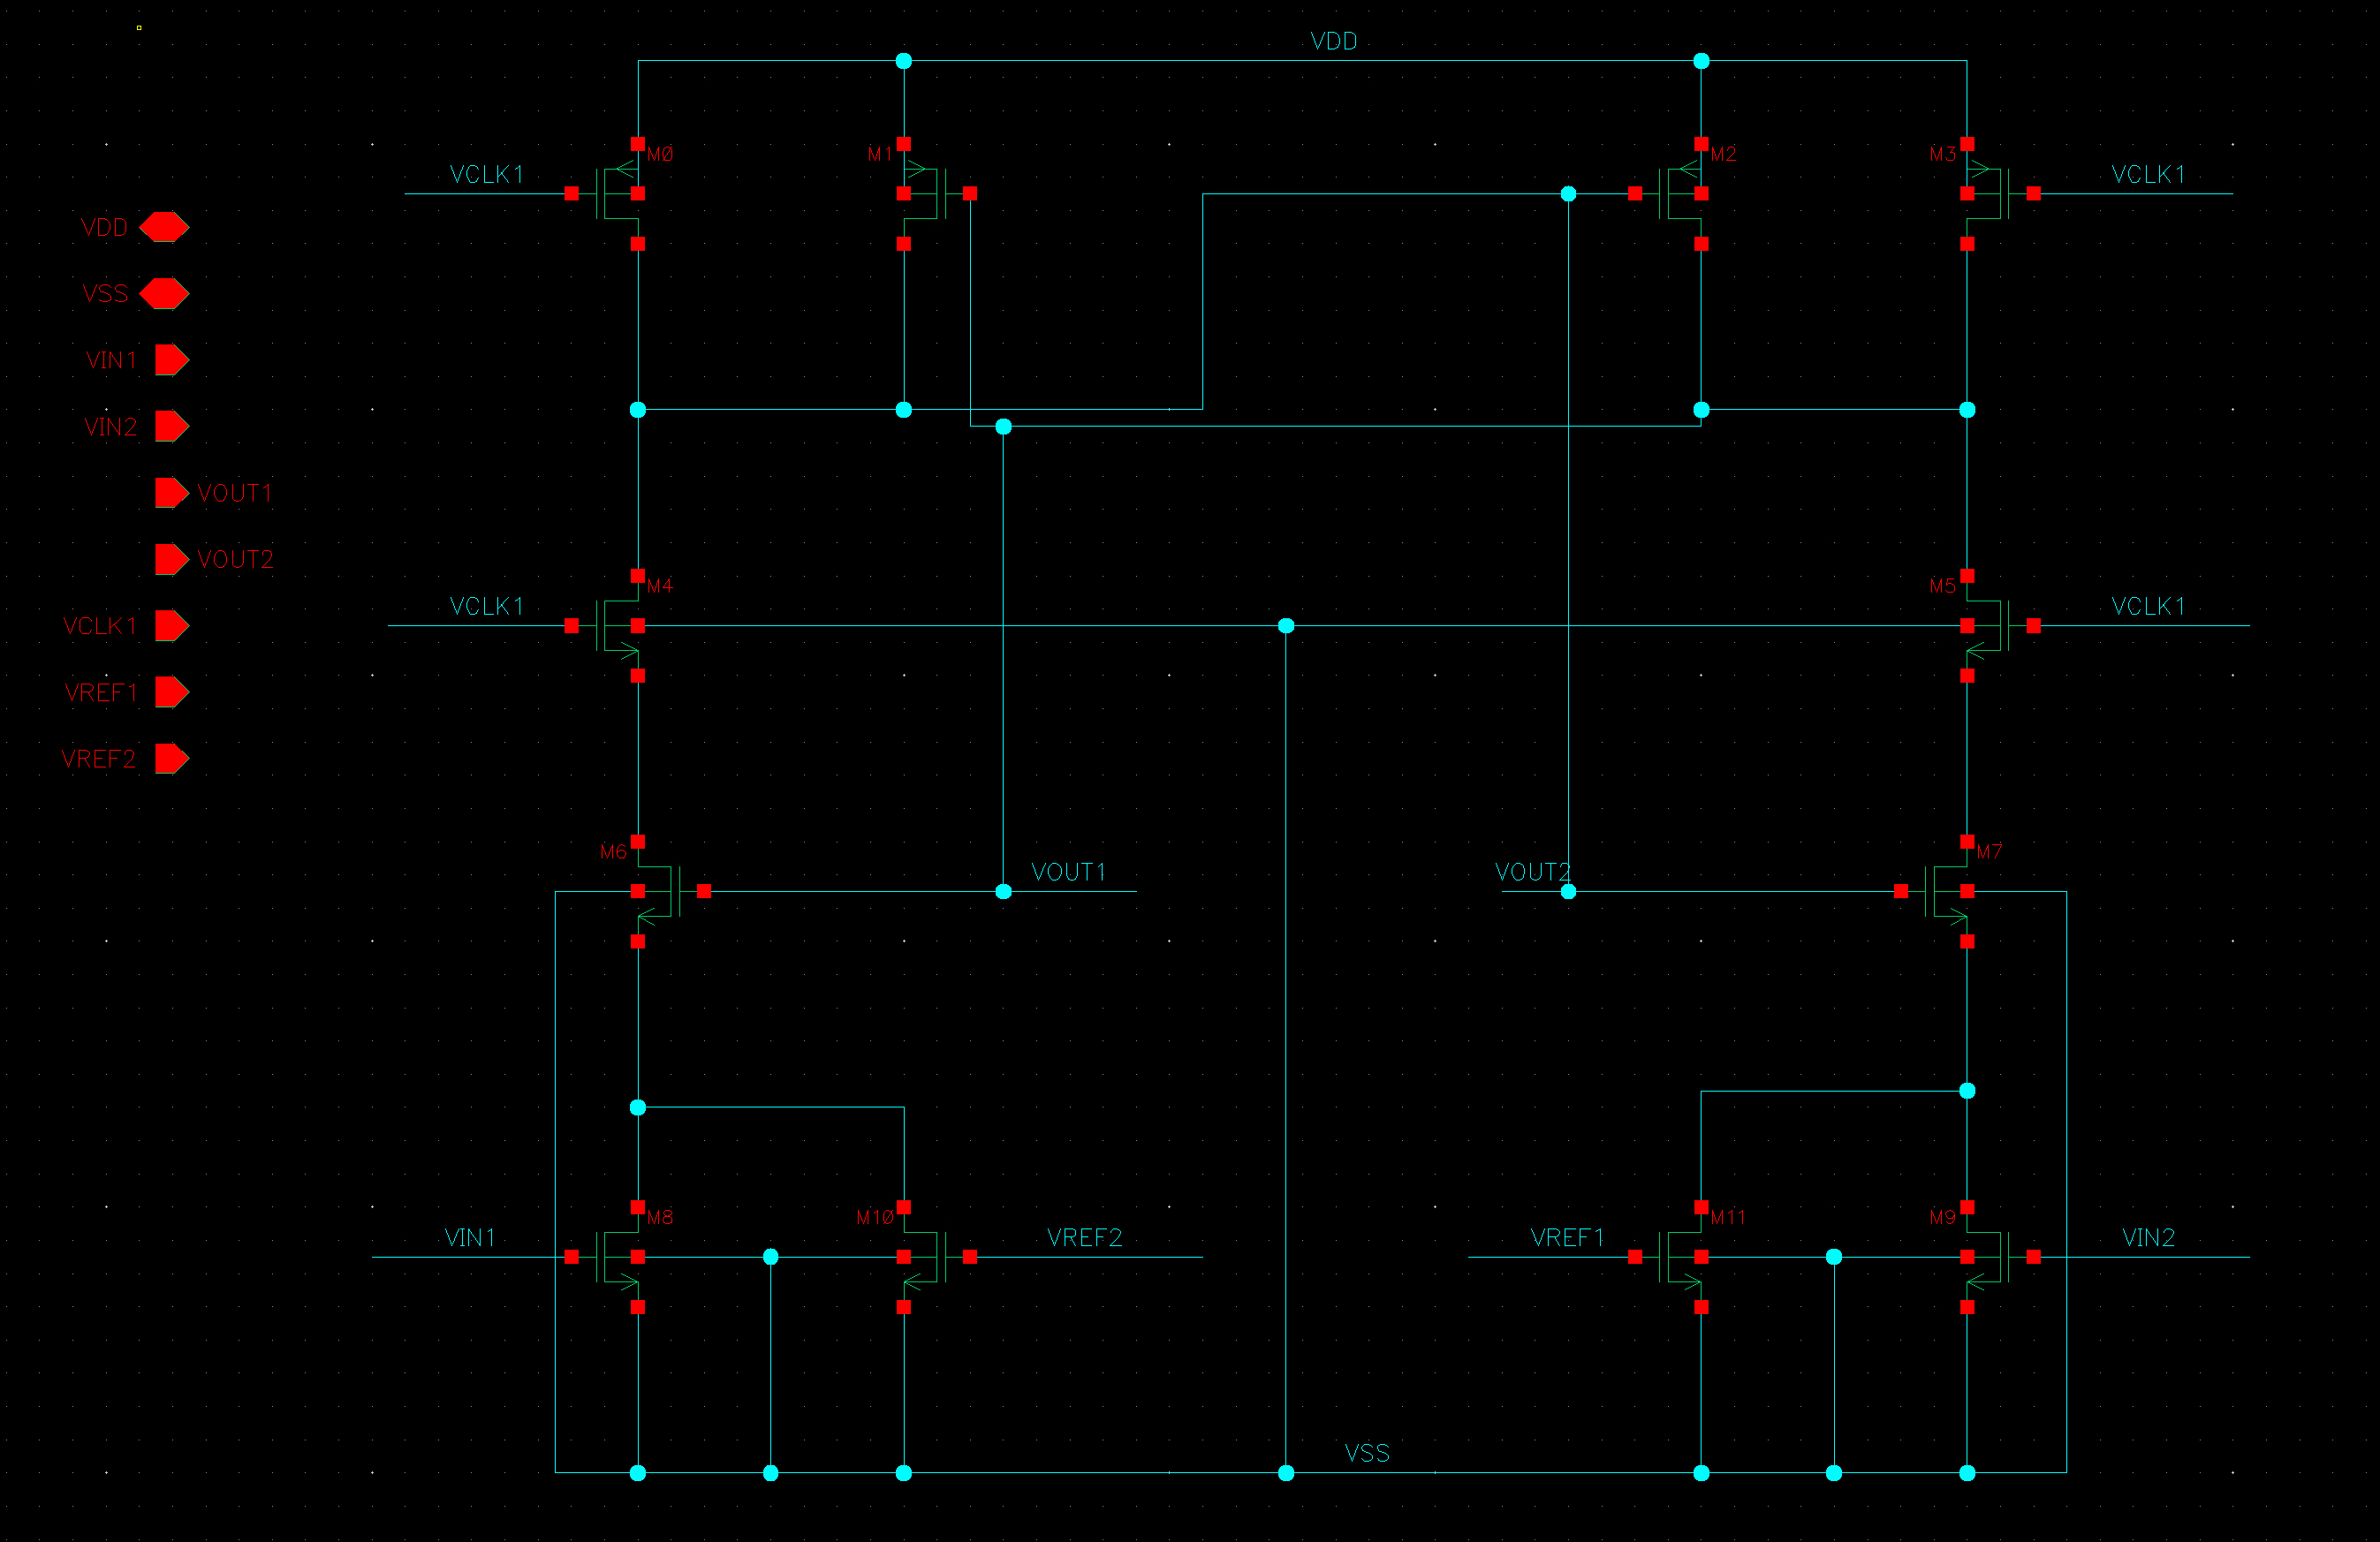 VDD
M0
M1
M2
M3
VCLK1
VCLK1
VDD
VSS
VIN1
VIN2
VOUT1
VOUT2
VCLK1
VREF1
VREF2
M4
M5
VCLK1
VCLK1
M6
M7
VOUT1
VOUT2
M8
M10
M11
M9
VIN1
VREF2
VREF1
VIN2
VSS